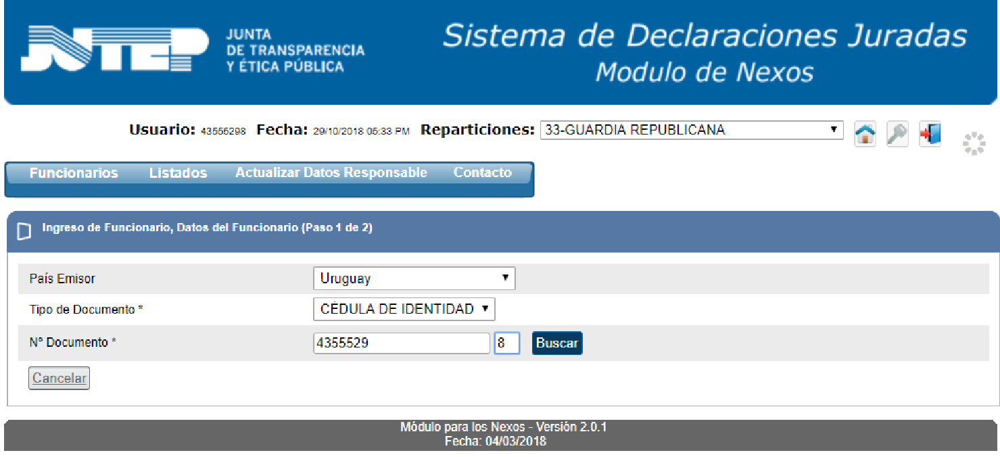 JUTEP
JUNTA
DE TRANSPARENCIA
Y ÉTICA PÚBLICA
Sistema de Declaraciones Juradas
Modulo de Nexos
Usuario: 43555298 Fecha: 29/10/2018 05:33 PM Reparticiones: 33-GUARDIA REPUBLICANA
Funcionarios Listados Actualizar Datos Responsable Contacto
Ingreso de Funcionario, Datos del Funcionario (Paso 1 de 2)
País Emisor Uruguay
Tipo de Documento * CÉDULA DE IDENTIDAD
Nº Documento * 4355529 8 Buscar
Cancelar
Módulo para los Nexos - Versión 2.0.1
Fecha: 04/03/2018